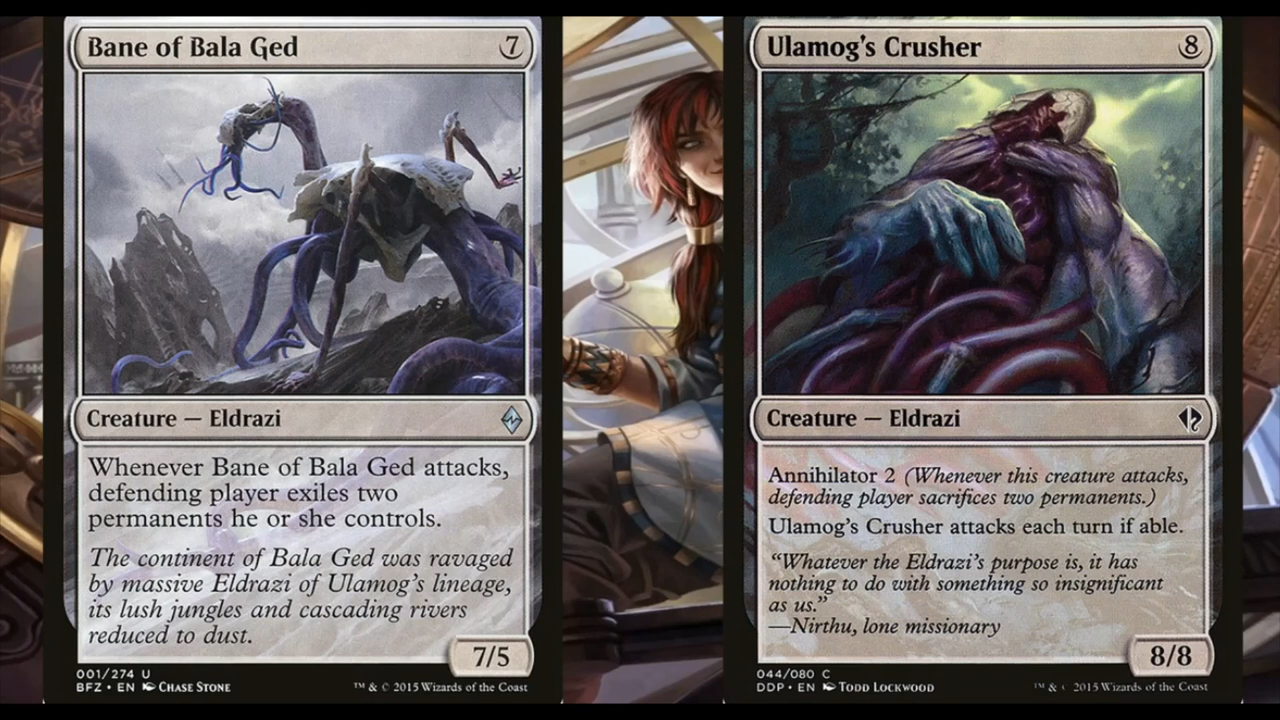 Bane of Bala Ged
7
Creature — Eldrazi
Whenever Bane of Bala Ged attacks,
defending player exiles two
permanents he or she controls.
The continent of Bala Ged was ravaged
by massive Eldrazi of Ulamog's lineage,
its lush jungles and cascading rivers
reduced to dust.
7/5
001/274 U
BFZ • EN Chase Stone
™ & © 2015 Wizards of the Coast
Ulamog's Crusher
8
Creature — Eldrazi
Annihilator 2 (Whenever this creature attacks,
defending player sacrifices two permanents.)
Ulamog's Crusher attacks each turn if able.
"Whatever the Eldrazi's purpose is, it has
nothing to do with something so insignificant
as us."
—Nirthu, lone missionary
8/8
044/080 C
DDP • EN Todd Lockwood
™ & © 2015 Wizards of the Coast